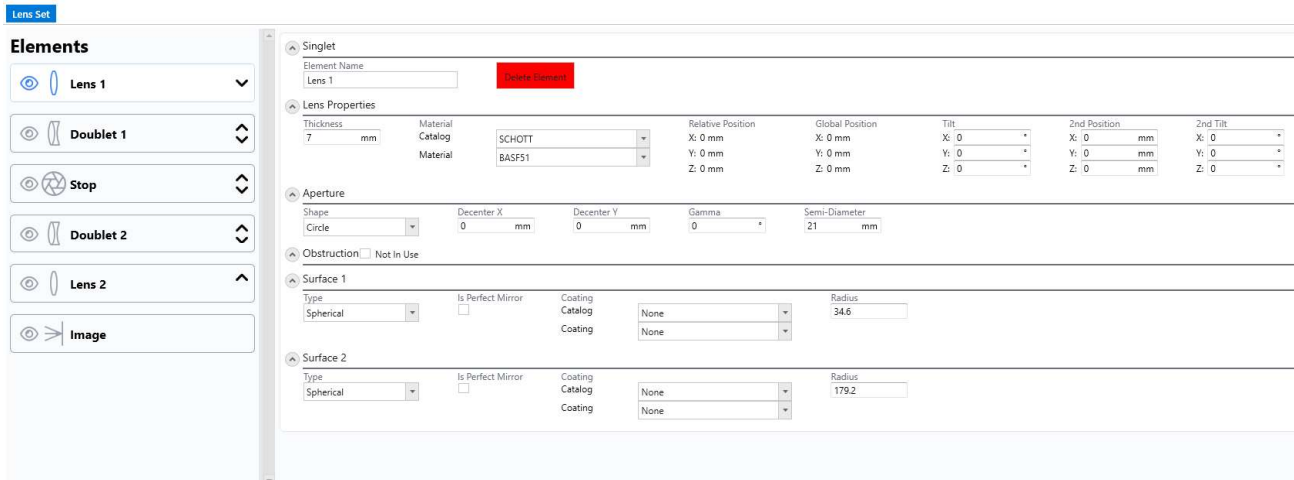 Lens Set
Elements
Lens 1
Doublet 1
Stop
Doublet 2
Lens 2
Image
Singlet
Element Name
Lens 1
Delete Element
Lens Properties
Thickness Material Relative Position Global Position Tilt 2nd Position 2nd Tilt
7 mm Catalog SCHOTT X: 0 mm X: 0 mm X: 0 ° X: 0 mm X: 0 °
Material BASF51 Y: 0 mm Y: 0 mm Y: 0 ° Y: 0 mm Y: 0 °
Z: 0 mm Z: 0 mm Z: 0 ° Z: 0 mm Z: 0 °
Aperture
Shape Decenter X Decenter Y Gamma Semi-Diameter
Circle 0 mm 0 mm 0 ° 21 mm
Obstruction Not In Use
Surface 1
Type Is Perfect Mirror Coating Radius
Spherical Catalog None 34.6
Coating None
Surface 2
Type Is Perfect Mirror Coating Radius
Spherical Catalog None 179.2
Coating None